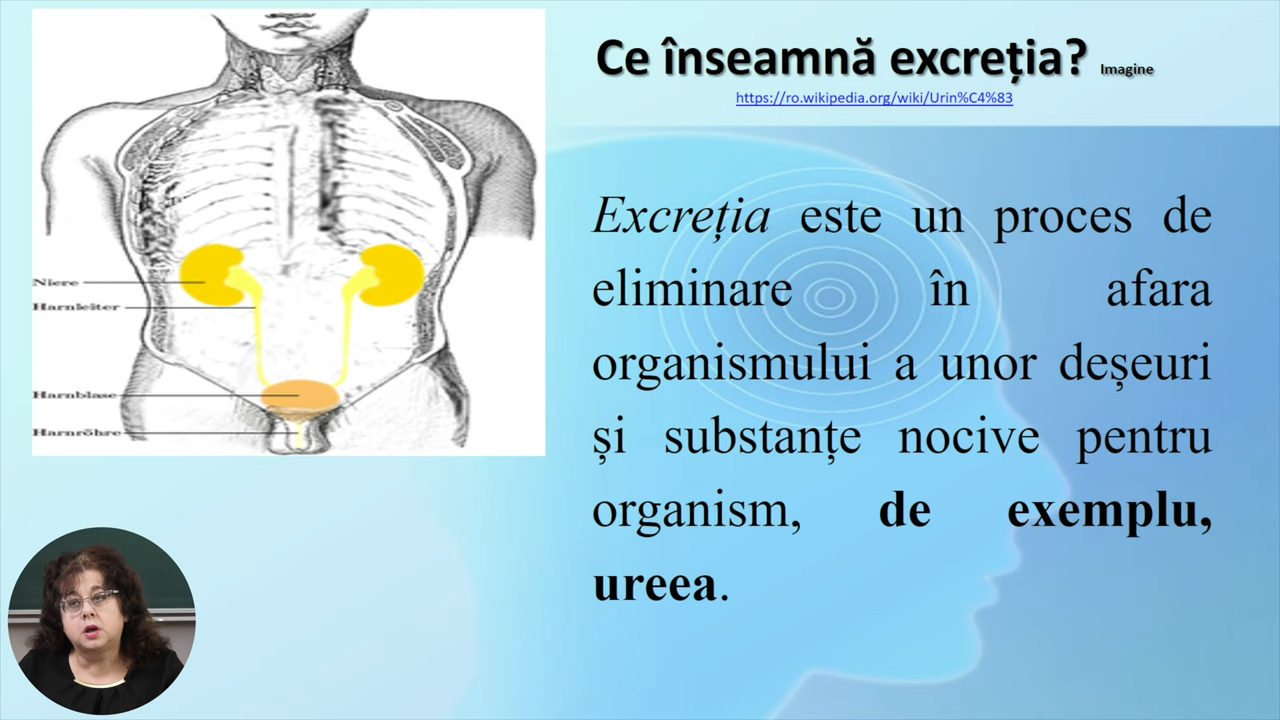 Ce înseamnă excreția? Imagine
https://ro.wikipedia.org/wiki/Urin%C4%83
Excreția este un proces de
eliminare în afara
organismului a unor deșeuri
și substanțe nocive pentru
organism, de exemplu,
ureea.
Niere
Harnleiter
Harnblase
Harnröhre